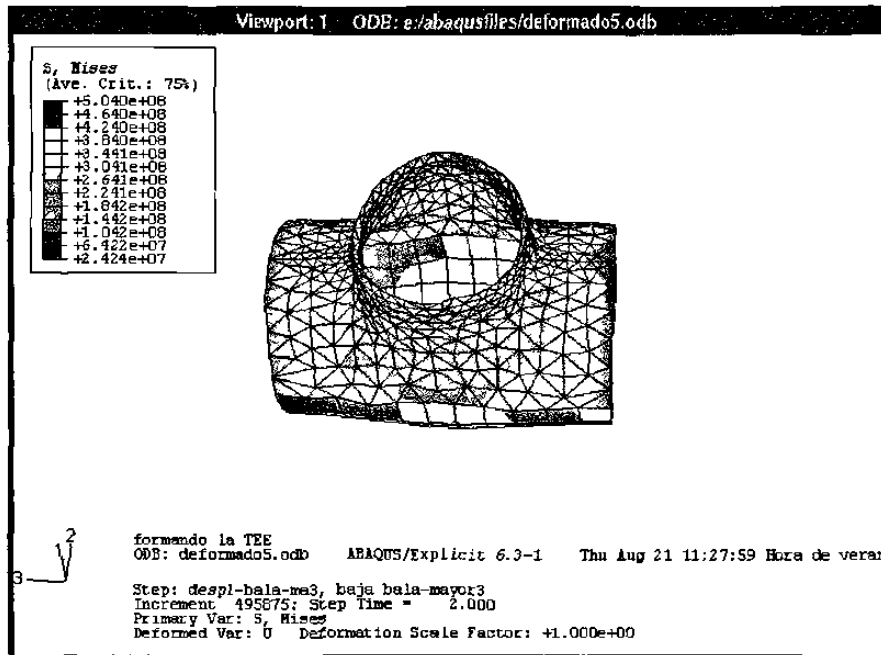 Viewport: 1 ODB: e:/abaqusfiles/deformado5.odb
S, Mises
(Ave. Crit.: 75%)
+5.040e+08
+4.640e+08
+4.240e+08
+3.840e+08
+3.441e+08
+3.041e+08
+2.641e+08
+2.241e+08
+1.842e+08
+1.442e+08
+1.042e+08
+6.422e+07
+2.424e+07
2
3
formando la TEE
ODB: deformado5.odb ABAQUS/Explicit 6.3-1 Thu Aug 21 11:27:59 Hora de veran
Step: despl-bala-ma3, baja bala-mayor3
Increment 495875: Step Time = 2.000
Primary Var: S, Mises
Deformed Var: U Deformation Scale Factor: +1.000e+00